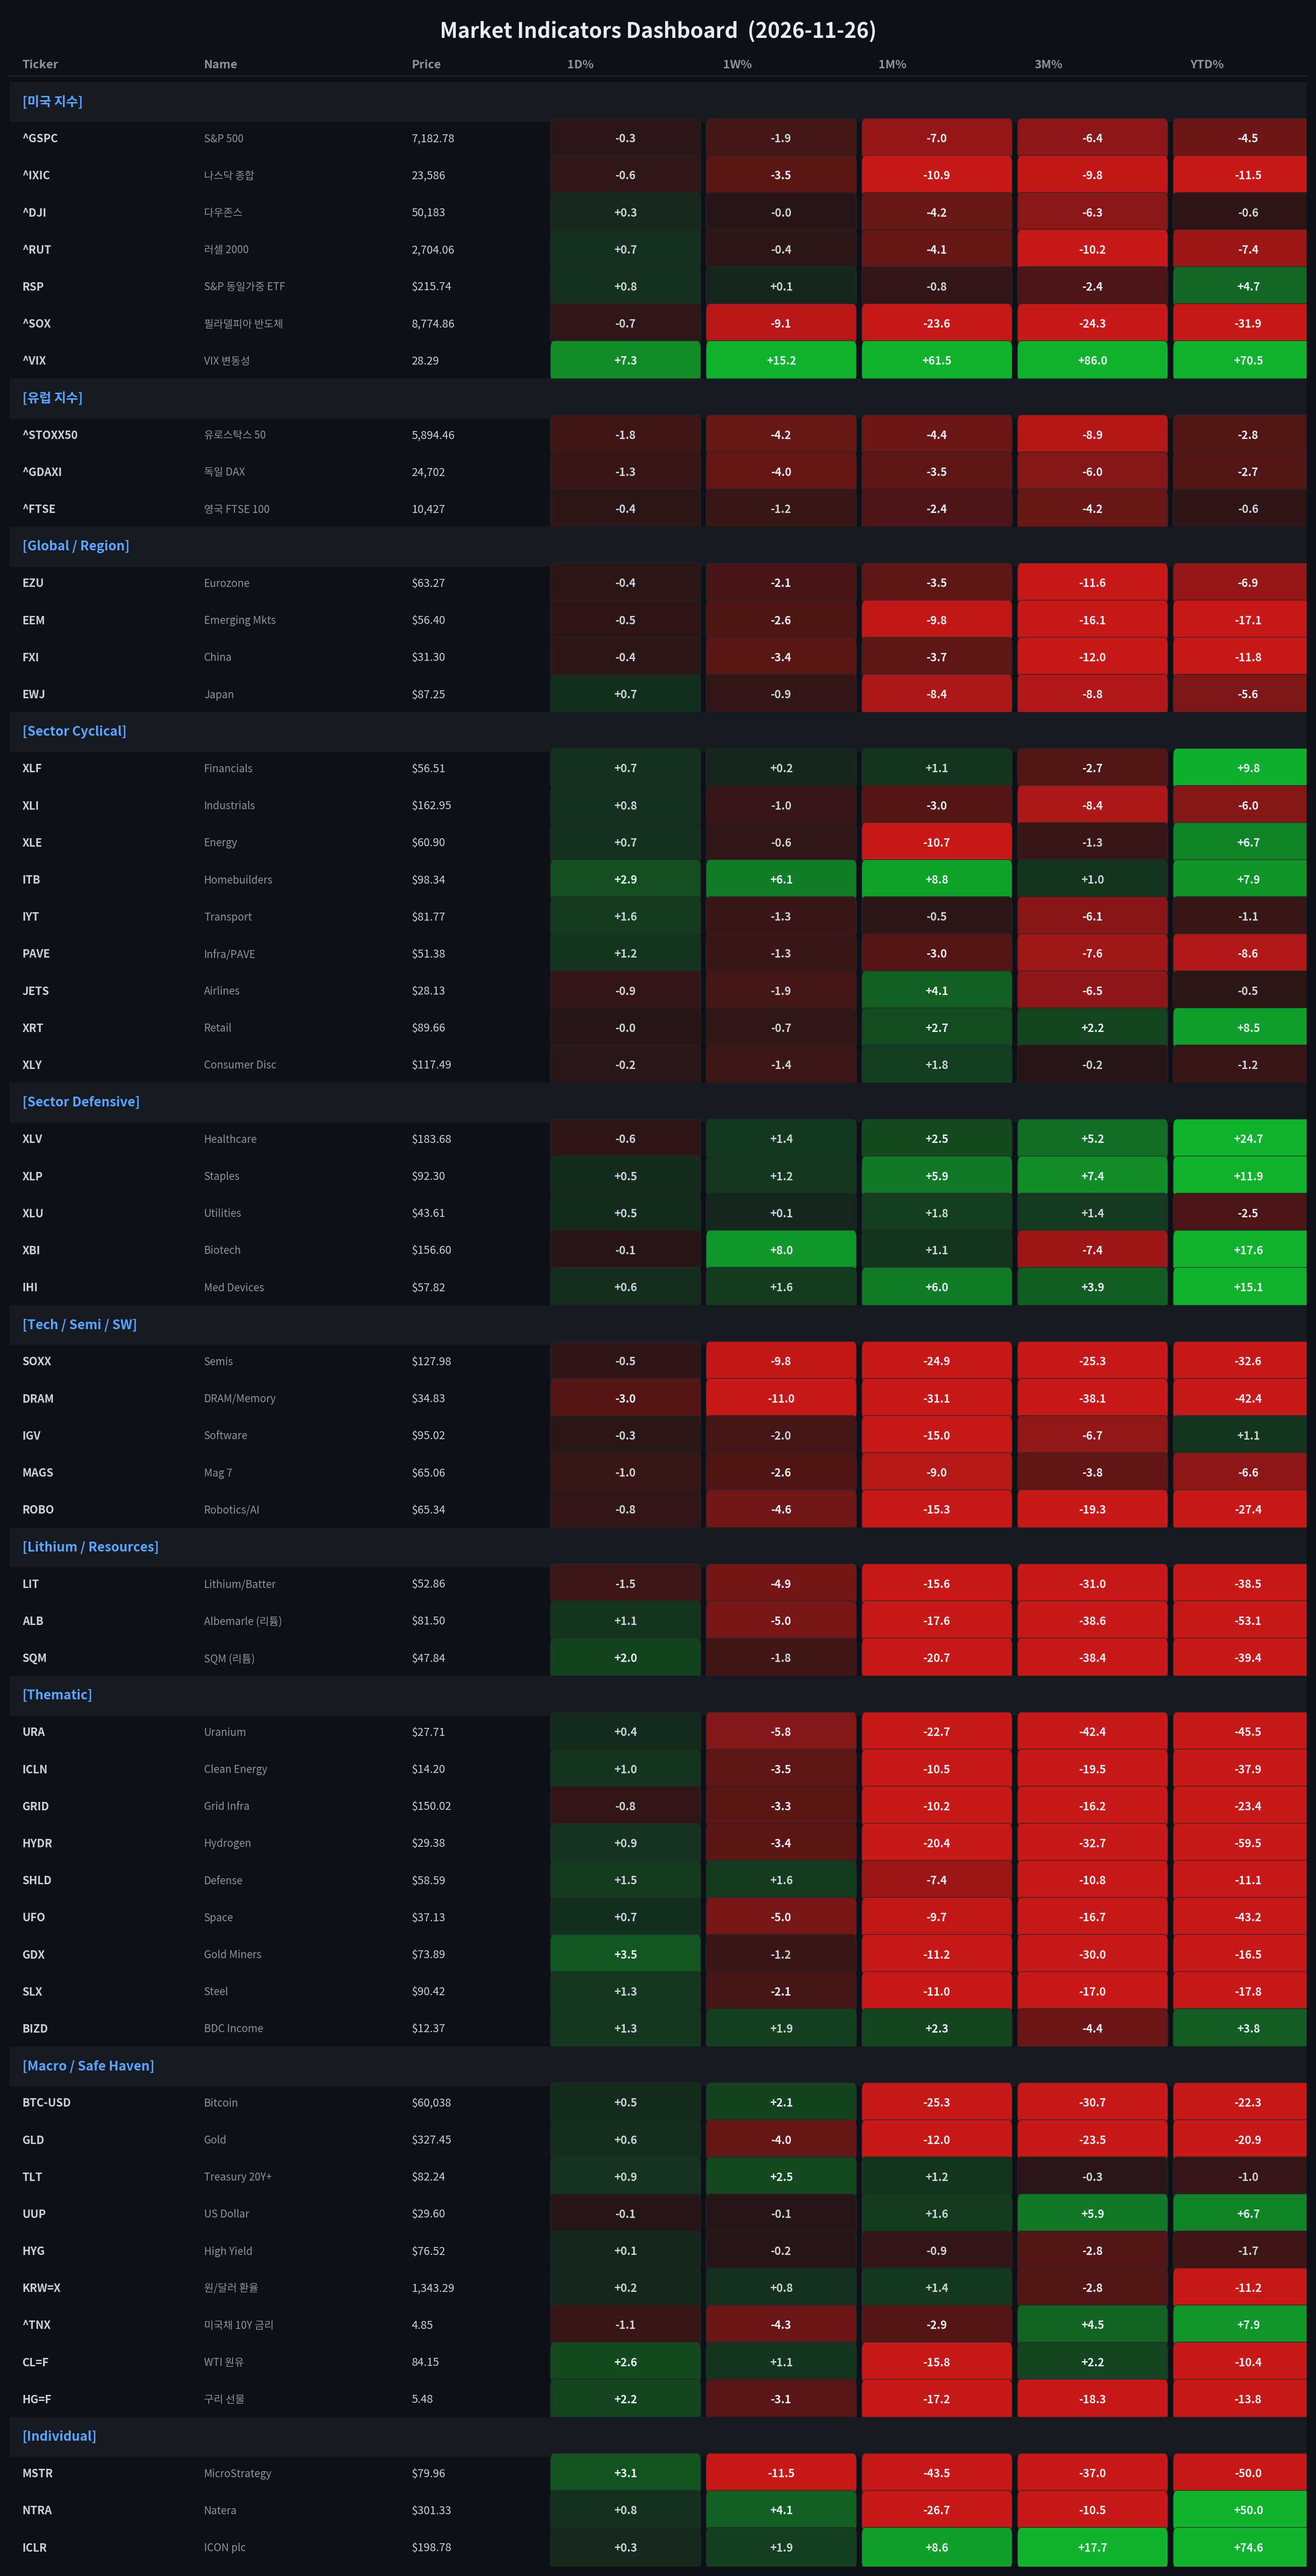 Market Indicators Dashboard (2026-11-26)
Ticker Name Price 1D% 1W% 1M% 3M% YTD%
[미국 지수]
^GSPC S&P 500 7,182.78 -0.3 -1.9 -7.0 -6.4 -4.5
^IXIC 나스닥 종합 23,586 -0.6 -3.5 -10.9 -9.8 -11.5
^DJI 다우존스 50,183 +0.3 -0.0 -4.2 -6.3 -0.6
^RUT 러셀 2000 2,704.06 +0.7 -0.4 -4.1 -10.2 -7.4
RSP S&P 동일가중 ETF $215.74 +0.8 +0.1 -0.8 -2.4 +4.7
^SOX 필라델피아 반도체 8,774.86 -0.7 -9.1 -23.6 -24.3 -31.9
^VIX VIX 변동성 28.29 +7.3 +15.2 +61.5 +86.0 +70.5
[유럽 지수]
^STOXX50 유로스탁스 50 5,894.46 -1.8 -4.2 -4.4 -8.9 -2.8
^GDAXI 독일 DAX 24,702 -1.3 -4.0 -3.5 -6.0 -2.7
^FTSE 영국 FTSE 100 10,427 -0.4 -1.2 -2.4 -4.2 -0.6
[Global / Region]
EZU Eurozone $63.27 -0.4 -2.1 -3.5 -11.6 -6.9
EEM Emerging Mkts $56.40 -0.5 -2.6 -9.8 -16.1 -17.1
FXI China $31.30 -0.4 -3.4 -3.7 -12.0 -11.8
EWJ Japan $87.25 +0.7 -0.9 -8.4 -8.8 -5.6
[Sector Cyclical]
XLF Financials $56.51 +0.7 +0.2 +1.1 -2.7 +9.8
XLI Industrials $162.95 +0.8 -1.0 -3.0 -8.4 -6.0
XLE Energy $60.90 +0.7 -0.6 -10.7 -1.3 +6.7
ITB Homebuilders $98.34 +2.9 +6.1 +8.8 +1.0 +7.9
IYT Transport $81.77 +1.6 -1.3 -0.5 -6.1 -1.1
PAVE Infra/PAVE $51.38 +1.2 -1.3 -3.0 -7.6 -8.6
JETS Airlines $28.13 -0.9 -1.9 +4.1 -6.5 -0.5
XRT Retail $89.66 -0.0 -0.7 +2.7 +2.2 +8.5
XLY Consumer Disc $117.49 -0.2 -1.4 +1.8 -0.2 -1.2
[Sector Defensive]
XLV Healthcare $183.68 -0.6 +1.4 +2.5 +5.2 +24.7
XLP Staples $92.30 +0.5 +1.2 +5.9 +7.4 +11.9
XLU Utilities $43.61 +0.5 +0.1 +1.8 +1.4 -2.5
XBI Biotech $156.60 -0.1 +8.0 +1.1 -7.4 +17.6
IHI Med Devices $57.82 +0.6 +1.6 +6.0 +3.9 +15.1
[Tech / Semi / SW]
SOXX Semis $127.98 -0.5 -9.8 -24.9 -25.3 -32.6
DRAM DRAM/Memory $34.83 -3.0 -11.0 -31.1 -38.1 -42.4
IGV Software $95.02 -0.3 -2.0 -15.0 -6.7 +1.1
MAGS Mag 7 $65.06 -1.0 -2.6 -9.0 -3.8 -6.6
ROBO Robotics/AI $65.34 -0.8 -4.6 -15.3 -19.3 -27.4
[Lithium / Resources]
LIT Lithium/Batter $52.86 -1.5 -4.9 -15.6 -31.0 -38.5
ALB Albemarle (리튬) $81.50 +1.1 -5.0 -17.6 -38.6 -53.1
SQM SQM (리튬) $47.84 +2.0 -1.8 -20.7 -38.4 -39.4
[Thematic]
URA Uranium $27.71 +0.4 -5.8 -22.7 -42.4 -45.5
ICLN Clean Energy $14.20 +1.0 -3.5 -10.5 -19.5 -37.9
GRID Grid Infra $150.02 -0.8 -3.3 -10.2 -16.2 -23.4
HYDR Hydrogen $29.38 +0.9 -3.4 -20.4 -32.7 -59.5
SHLD Defense $58.59 +1.5 +1.6 -7.4 -10.8 -11.1
UFO Space $37.13 +0.7 -5.0 -9.7 -16.7 -43.2
GDX Gold Miners $73.89 +3.5 -1.2 -11.2 -30.0 -16.5
SLX Steel $90.42 +1.3 -2.1 -11.0 -17.0 -17.8
BIZD BDC Income $12.37 +1.3 +1.9 +2.3 -4.4 +3.8
[Macro / Safe Haven]
BTC-USD Bitcoin $60,038 +0.5 +2.1 -25.3 -30.7 -22.3
GLD Gold $327.45 +0.6 -4.0 -12.0 -23.5 -20.9
TLT Treasury 20Y+ $82.24 +0.9 +2.5 +1.2 -0.3 -1.0
UUP US Dollar $29.60 -0.1 -0.1 +1.6 +5.9 +6.7
HYG High Yield $76.52 +0.1 -0.2 -0.9 -2.8 -1.7
KRW=X 원/달러 환율 1,343.29 +0.2 +0.8 +1.4 -2.8 -11.2
^TNX 미국채 10Y 금리 4.85 -1.1 -4.3 -2.9 +4.5 +7.9
CL=F WTI 원유 84.15 +2.6 +1.1 -15.8 +2.2 -10.4
HG=F 구리 선물 5.48 +2.2 -3.1 -17.2 -18.3 -13.8
[Individual]
MSTR MicroStrategy $79.96 +3.1 -11.5 -43.5 -37.0 -50.0
NTRA Natera $301.33 +0.8 +4.1 -26.7 -10.5 +50.0
ICLR ICON plc $198.78 +0.3 +1.9 +8.6 +17.7 +74.6